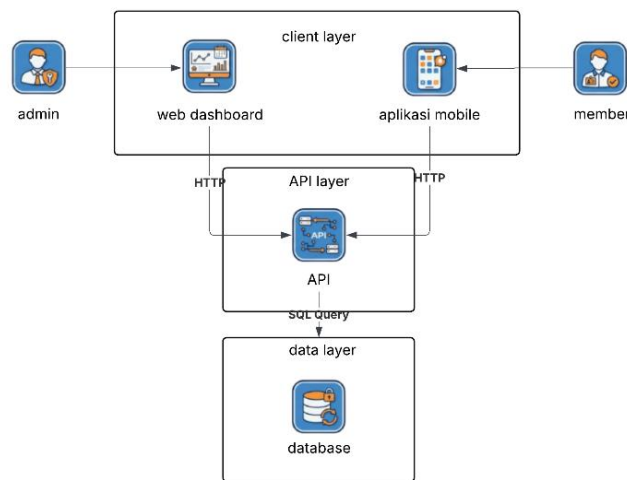 client layer
admin
web dashboard
aplikasi mobile
member
HTTP
HTTP
API layer
API
API
SQL Query
data layer
database